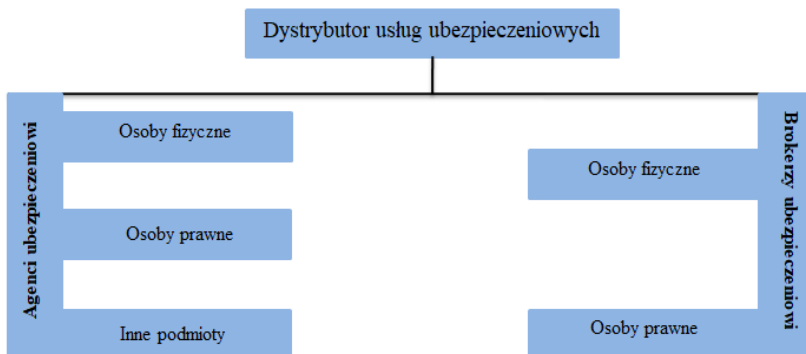 Dystrybutor usług ubezpieczeniowych
Agenci ubezpieczeniowi
Osoby fizyczne
Osoby prawne
Inne podmioty
Brokerzy ubezpieczeniowi
Osoby fizyczne
Osoby prawne